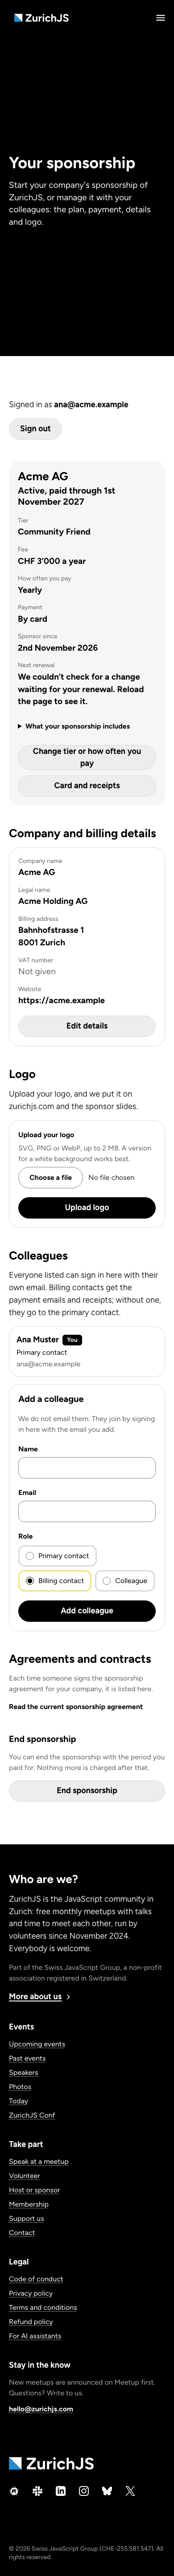 ZurichJS
Your sponsorship
Start your company's sponsorship of
ZurichJS, or manage it with your
colleagues: the plan, payment, details
and logo.
Signed in as ana@acme.example
Sign out
Acme AG
Active, paid through 1st
November 2027
Tier
Community Friend
Fee
CHF 3'000 a year
How often you pay
Yearly
Payment
By card
Sponsor since
2nd November 2026
Next renewal
We couldn't check for a change
waiting for your renewal. Reload
the page to see it.
What your sponsorship includes
Change tier or how often you
pay
Card and receipts
Company and billing details
Company name
Acme AG
Legal name
Acme Holding AG
Billing address
Bahnhofstrasse 1
8001 Zurich
VAT number
Not given
Website
https://acme.example
Edit details
Logo
Upload your logo, and we put it on
zurichjs.com and the sponsor slides.
Upload your logo
SVG, PNG or WebP, up to 2 MB. A version
for a white background works best.
Choose a file
No file chosen
Upload logo
Colleagues
Everyone listed can sign in here with their
own email. Billing contacts get the
payment emails and receipts; without one,
they go to the primary contact.
Ana Muster You
Primary contact
ana@acme.example
Add a colleague
We do not email them. They join by signing
in here with the email you add.
Name
Email
Role
Primary contact
Billing contact
Colleague
Add colleague
Agreements and contracts
Each time someone signs the sponsorship
agreement for your organisation, it is listed here.
Read the current sponsorship agreement
End sponsorship
You can end the sponsorship with the period you
paid for. Nothing more is charged after that.
End sponsorship
Who are we?
ZurichJS is the JavaScript community in
Zurich: free monthly meetups with talks
and time to meet each other, run by
volunteers since November 2024.
Everybody is welcome.
Part of the Swiss JavaScript Group, a non-profit
association registered in Switzerland.
More about us
Events
Upcoming events
Past events
Speakers
Photos
Today
ZurichJS Conf
Take part
Speak at a meetup
Volunteer
Host or sponsor
Membership
Support us
Contact
Legal
Code of conduct
Privacy policy
Terms and conditions
Refund policy
For AI assistants
Stay in the know
New meetups are announced on Meetup first.
Questions? Write to us.
hello@zurichjs.com
ZurichJS
© 2026 Swiss JavaScript Group (CHE-255.581.547). All
rights reserved.